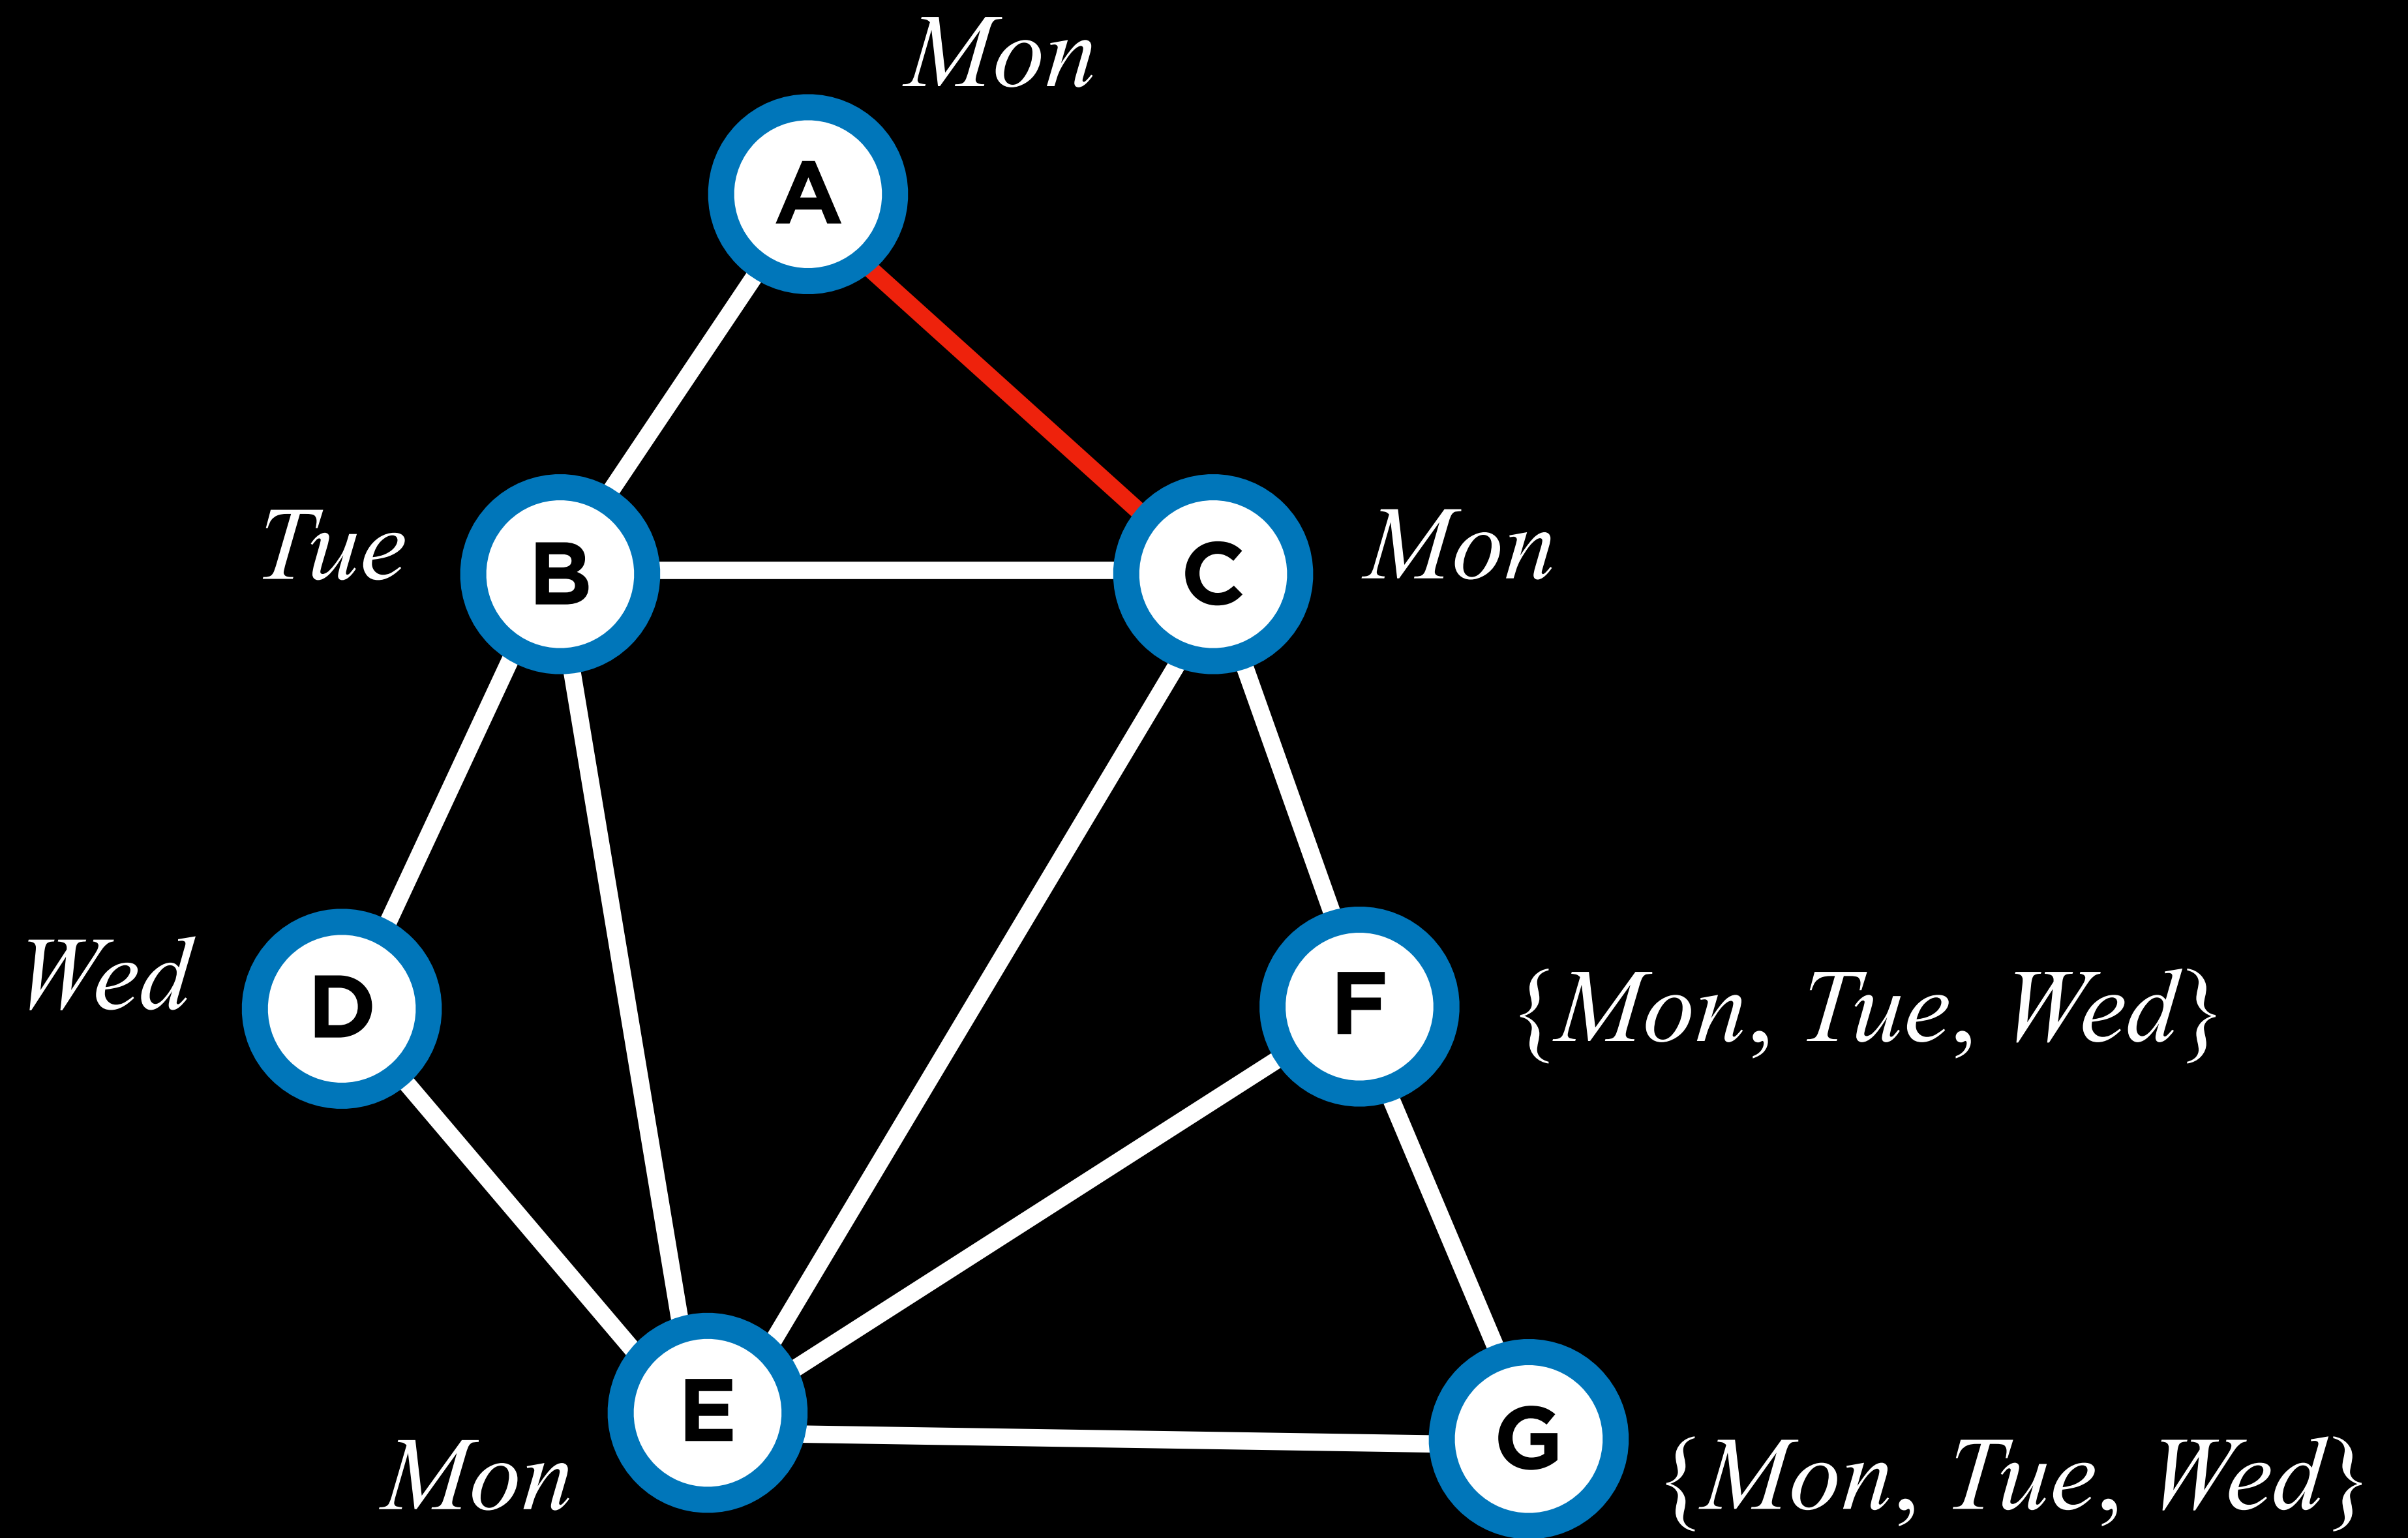 Mon
A
Tue
B
C
Mon
Wed
D
F
{Mon, Tue, Wed}
E
Mon
G
{Mon, Tue, Wed}